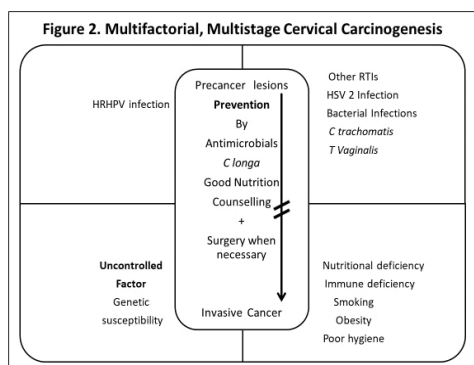 Figure 2. Multifactorial, Multistage Cervical Carcinogenesis
HRHPV infection
Precancer lesions
Prevention
By
Antimicrobials
C longa
Good Nutrition
Counselling
+
Surgery when
necessary
Invasive Cancer
Other RTIs
HSV 2 Infection
Bacterial Infections
C trachomatis
T Vaginalis
Uncontrolled
Factor
Genetic
susceptibility
Nutritional deficiency
Immune deficiency
Smoking
Obesity
Poor hygiene